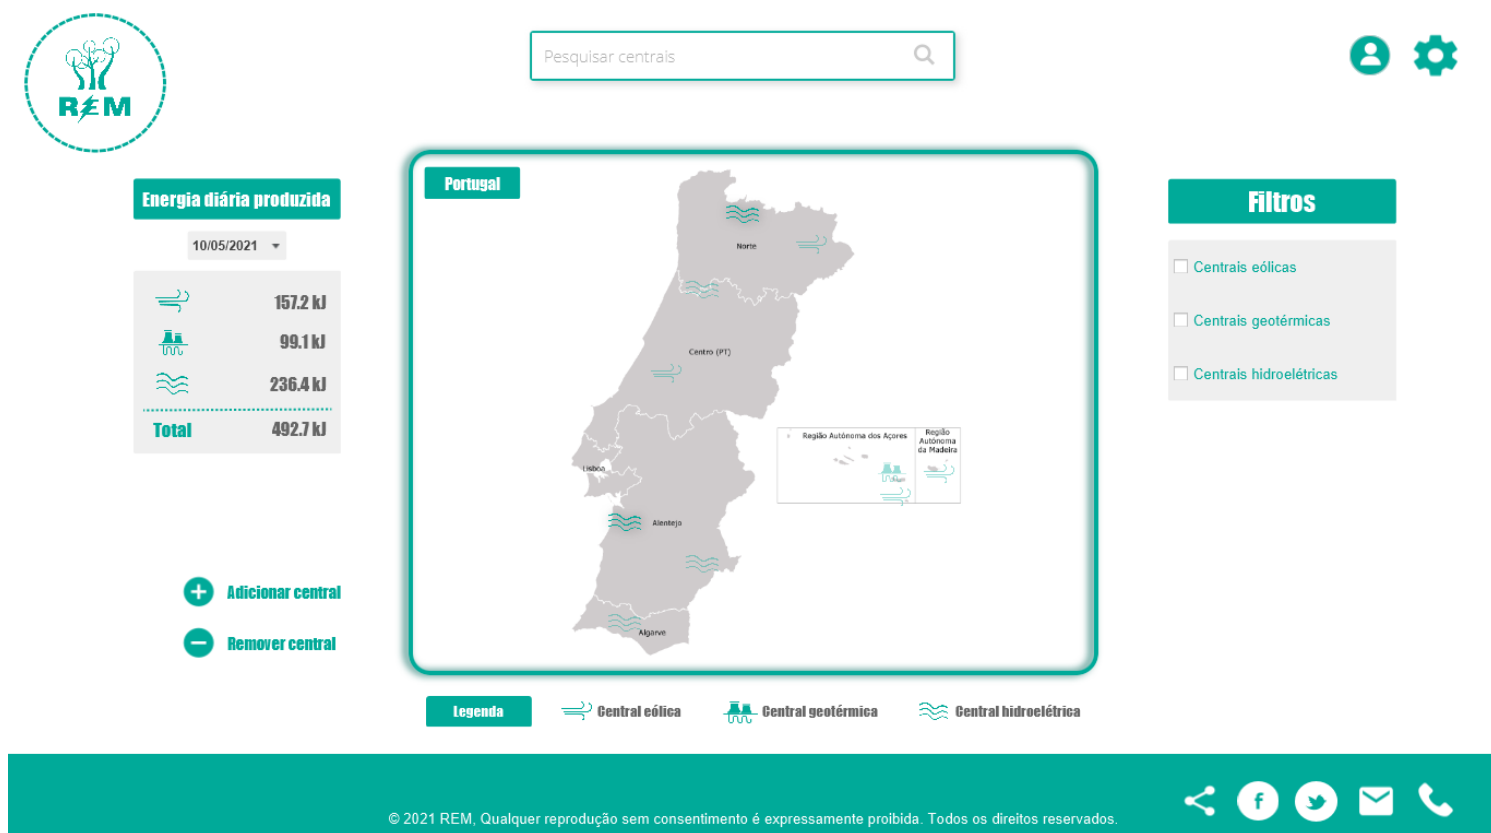 REM
Pesquisar centrais
Energia diária produzida
10/05/2021
157.2 kJ
99.1 kJ
236.4 kJ
Total 492.7 kJ
Adicionar central
Remover central
Portugal
Norte
Centro (PT)
Lisboa
Alentejo
Algarve
Região Autónoma dos Açores
Região
Autónoma
da Madeira
Filtros
Centrais eólicas
Centrais geotérmicas
Centrais hidroelétricas
Legenda Central eólica Central geotérmica Central hidroelétrica
© 2021 REM, Qualquer reprodução sem consentimento é expressamente proibida. Todos os direitos reservados.